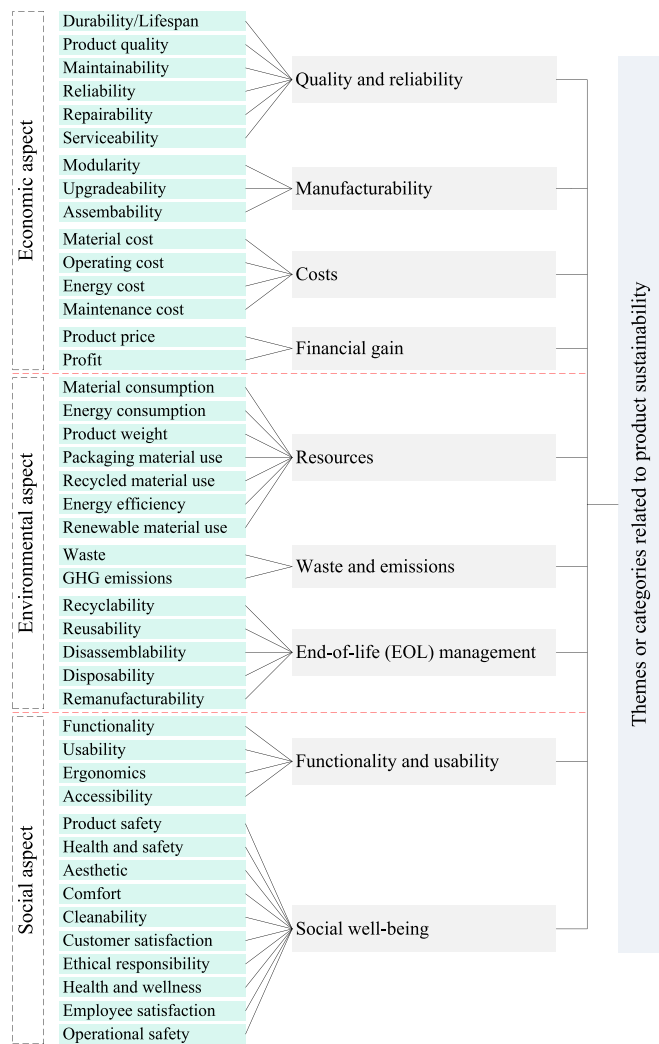 Economic aspect
Durability/Lifespan
Product quality
Maintainability
Reliability
Repairability
Serviceability
Quality and reliability
Modularity
Upgradeability
Assembability
Manufacturability
Material cost
Operating cost
Energy cost
Maintenance cost
Costs
Product price
Profit
Financial gain
Environmental aspect
Material consumption
Energy consumption
Product weight
Packaging material use
Recycled material use
Energy efficiency
Renewable material use
Resources
Waste
GHG emissions
Waste and emissions
Recyclability
Reusability
Disassemblability
Disposability
Remanufacturability
End-of-life (EOL) management
Social aspect
Functionality
Usability
Ergonomics
Accessibility
Functionality and usability
Product safety
Health and safety
Aesthetic
Comfort
Cleanability
Customer satisfaction
Ethical responsibility
Health and wellness
Employee satisfaction
Operational safety
Social well-being
Themes or categories related to product sustainability